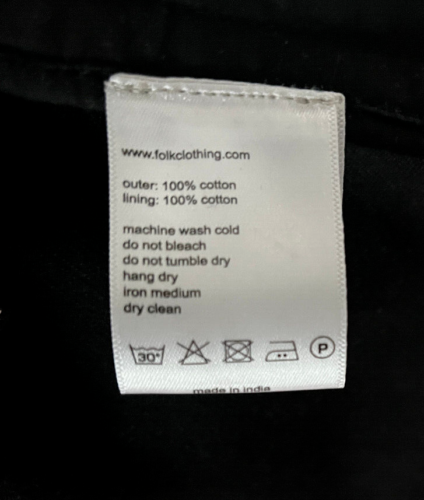 www.folkclothing.com
outer: 100% cotton
lining: 100% cotton
machine wash cold
do not bleach
do not tumble dry
hang dry
iron medium
dry clean
30° P
made in india